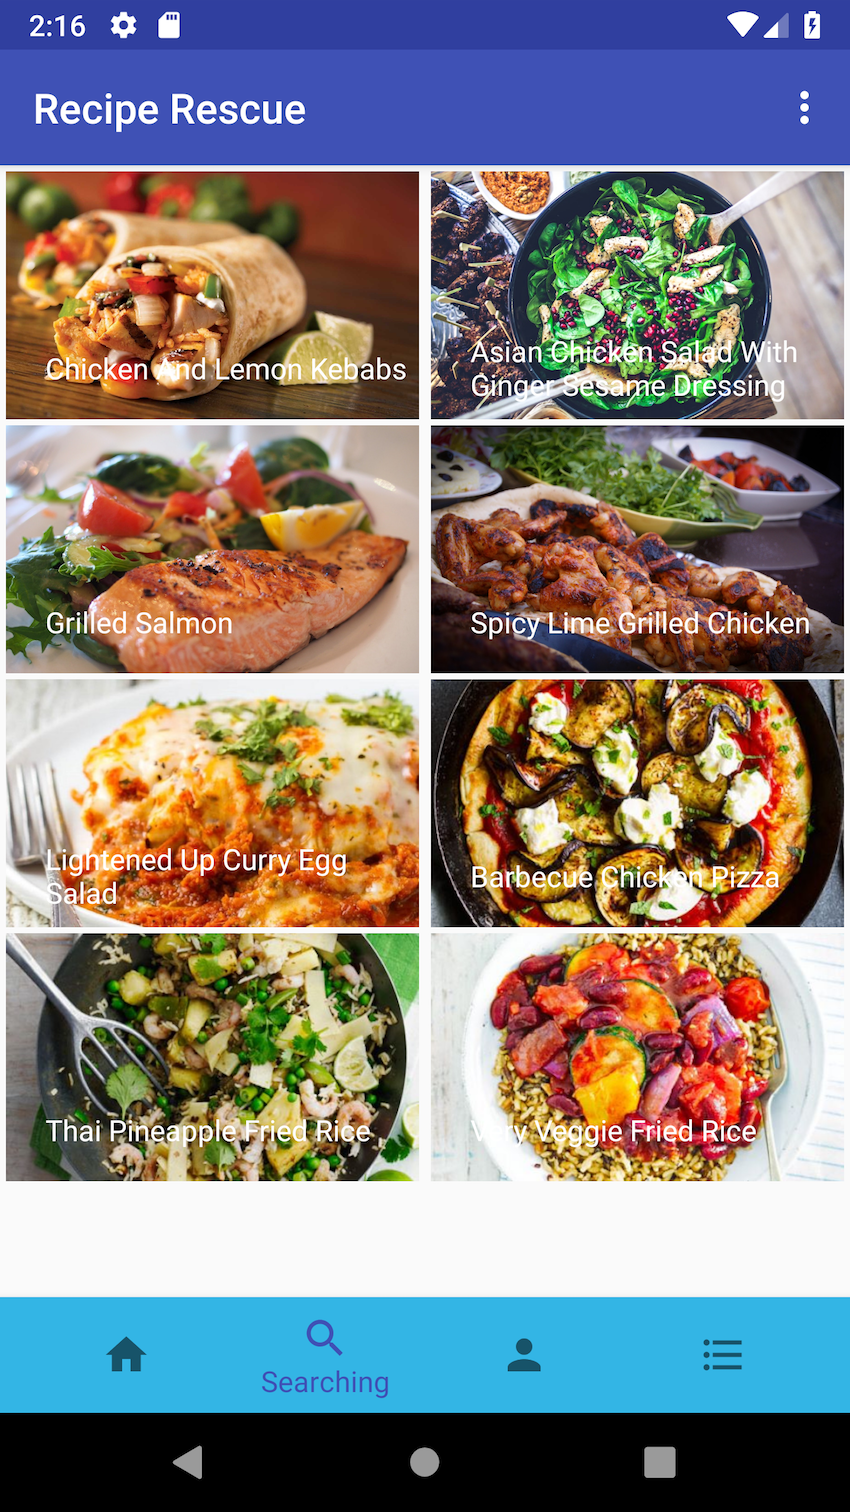 2:16
Recipe Rescue
Chicken And Lemon Kebabs
Asian Chicken Salad With
Ginger Sesame Dressing
Grilled Salmon
Spicy Lime Grilled Chicken
Lightened Up Curry Egg
Salad
Barbecue Chicken Pizza
Thai Pineapple Fried Rice
Very Veggie Fried Rice
Searching